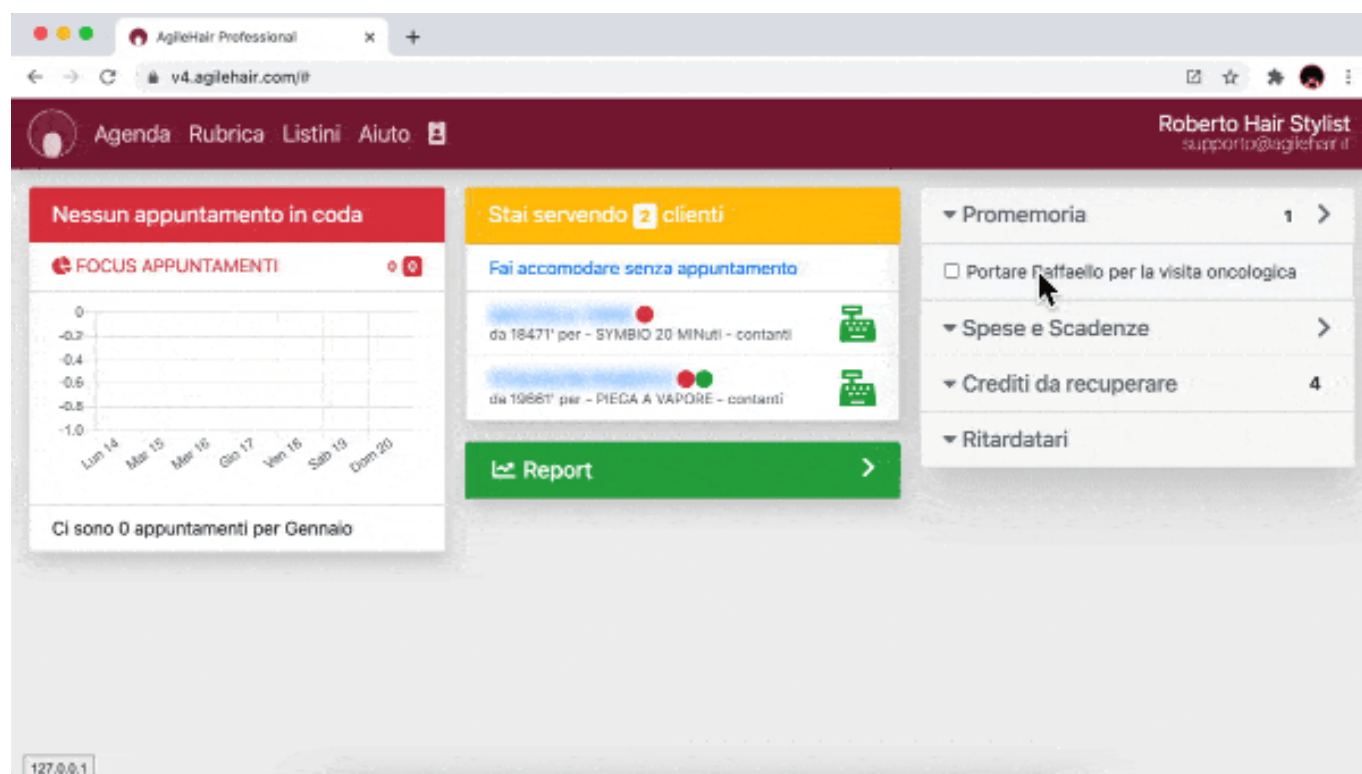 AgileHair Professional
v4.agilehair.com/#
Agenda Rubrica Listini Aiuto
Roberto Hair Stylist
supporto@agilehair.it
Nessun appuntamento in coda
FOCUS APPUNTAMENTI 0 0
0
-0.2
-0.4
-0.6
-0.8
-1.0
Lun 14 Mar 15 Mer 16 Gio 17 Ven 18 Sab 19 Dom 20
Ci sono 0 appuntamenti per Gennaio
Stai servendo 2 clienti
Fai accomodare senza appuntamento
da 18471' per - SYMBIO 20 MINuti - contanti
da 19661' per - PIEGA A VAPORE - contanti
Report
Promemoria 1
Portare Raffaello per la visita oncologica
Spese e Scadenze
Crediti da recuperare 4
Ritardatari
127.0.0.1